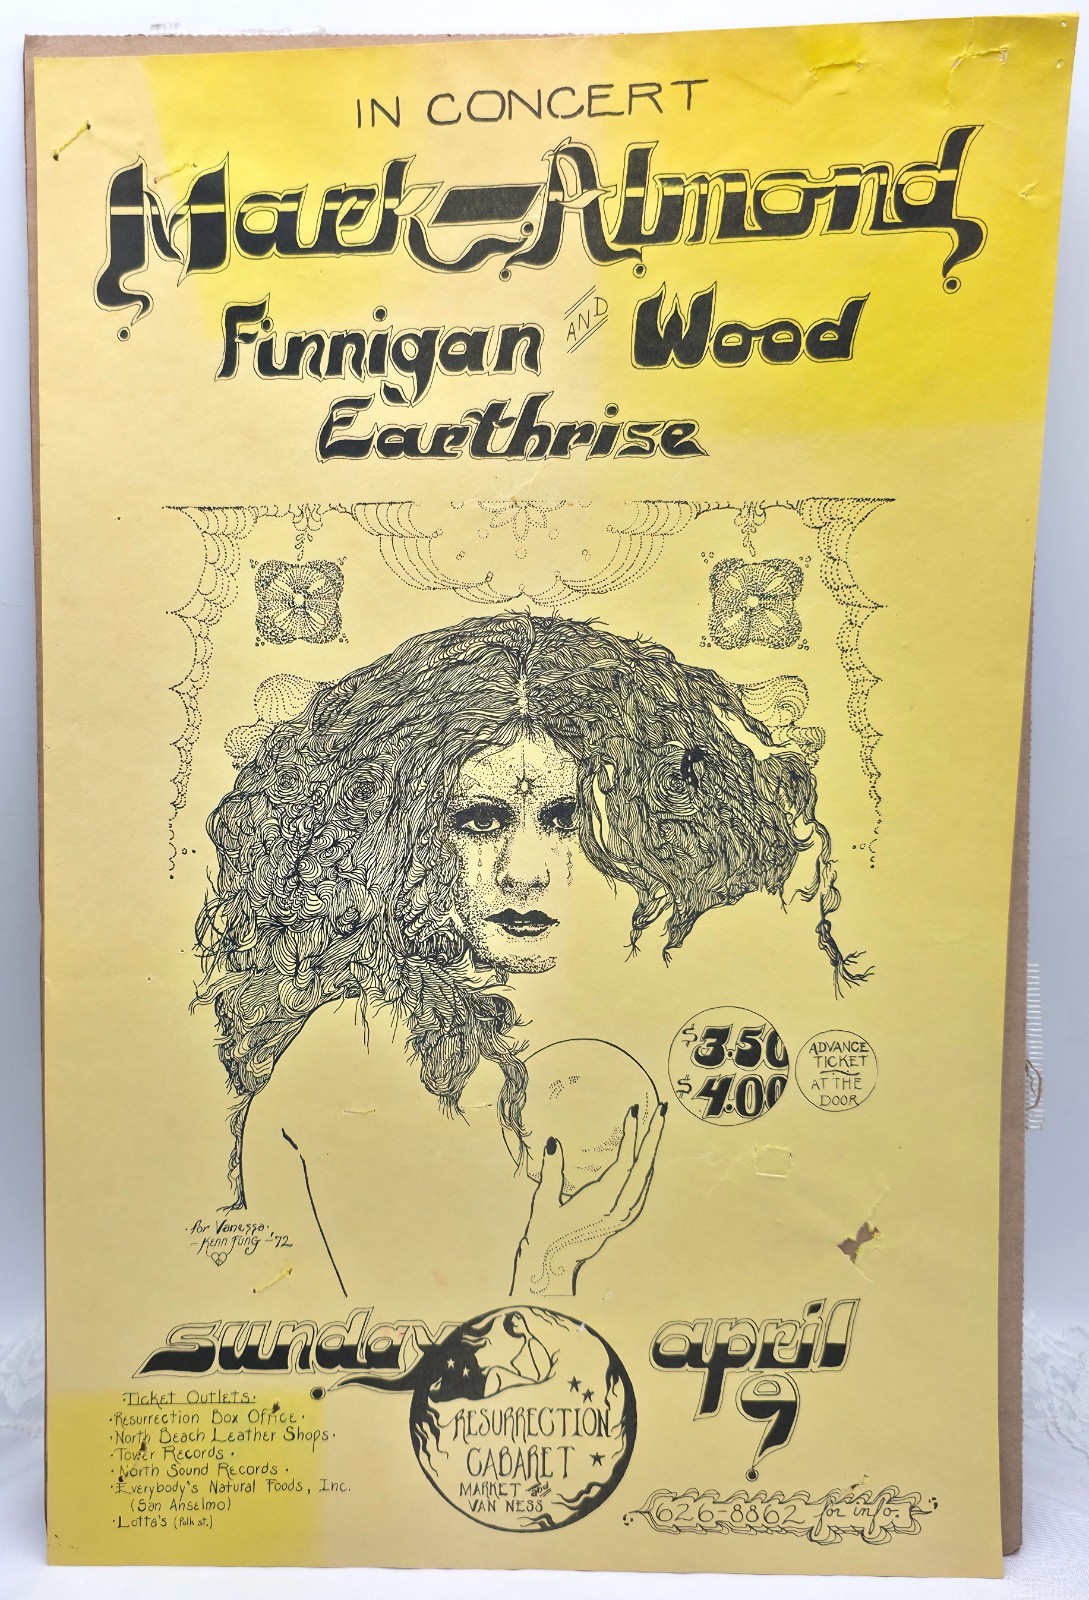 IN CONCERT
Mark-Almond
Finnigan AND Wood
Earthrise
$3.50
$4.00
ADVANCE
TICKET
AT THE
DOOR
for Vanessa
- Kenn Fong - '72
sunday april 9
RESURRECTION
CABARET
MARKET and
VAN NESS
Ticket Outlets:
· Resurrection Box Office ·
· North Beach Leather Shops ·
· Tower Records ·
· North Sound Records ·
· Everybody's Natural Foods, Inc.
(San Anselmo)
· Lotta's (Polk st.)
626-8862 for info.